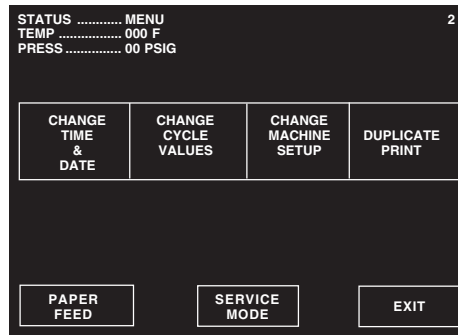 STATUS ............ MENU 2
TEMP ................. 000 F
PRESS ............... 00 PSIG
CHANGE TIME & DATE
CHANGE CYCLE VALUES
CHANGE MACHINE SETUP
DUPLICATE PRINT
PAPER FEED
SERVICE MODE
EXIT